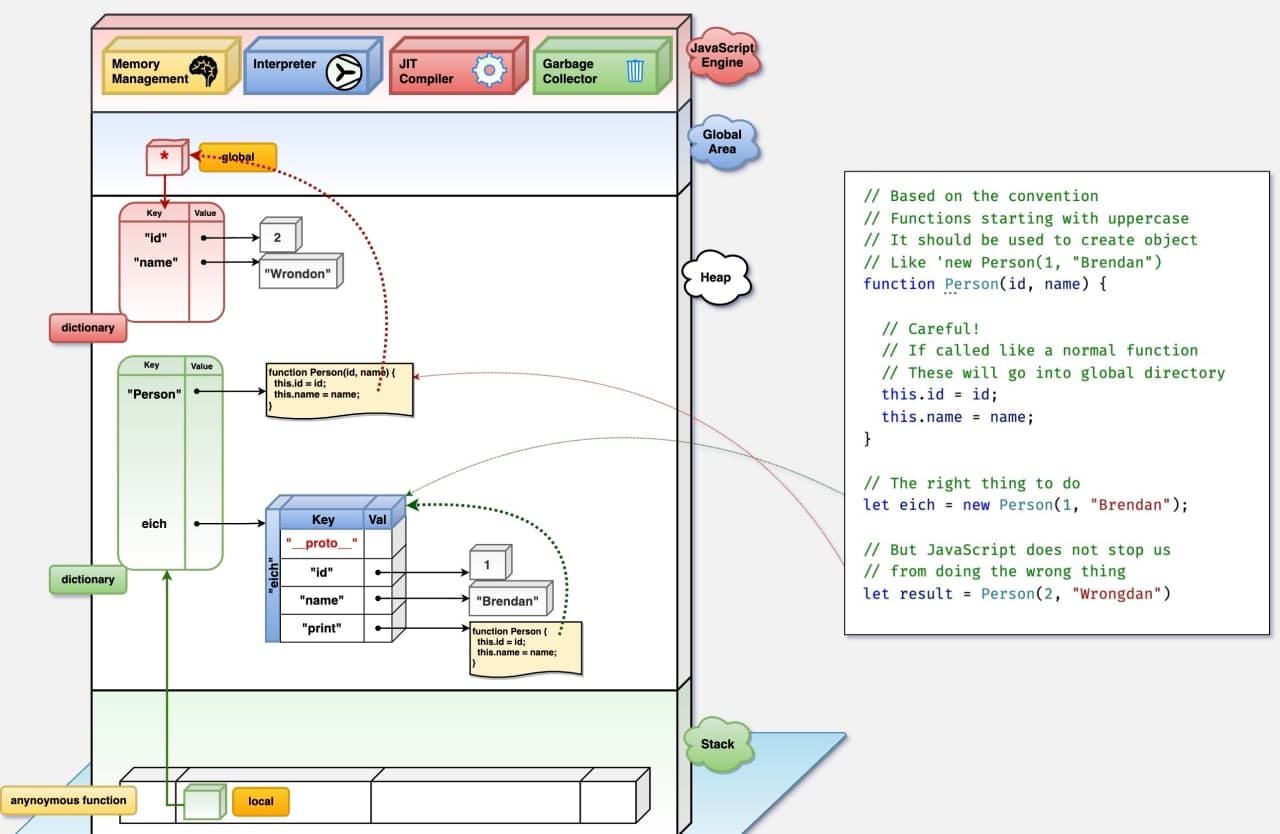 Memory
Management
Interpreter
JIT
Compiler
Garbage
Collector
JavaScript
Engine
Global
Area
*
global
Key Value
"id"
2
"name"
"Wrondon"
dictionary
Heap
Key Value
"Person"
function Person(id, name) {
this.id = id;
this.name = name;
}
eich
dictionary
"eich"
Key Val
"__proto__"
"id"
1
"name"
"Brendan"
"print"
function Person {
this.id = id;
this.name = name;
}
Stack
anynoymous function
local
// Based on the convention
// Functions starting with uppercase
// It should be used to create object
// Like 'new Person(1, "Brendan")
function Person(id, name) {
// Careful!
// If called like a normal function
// These will go into global directory
this.id = id;
this.name = name;
}
// The right thing to do
let eich = new Person(1, "Brendan");
// But JavaScript does not stop us
// from doing the wrong thing
let result = Person(2, "Wrongdan")